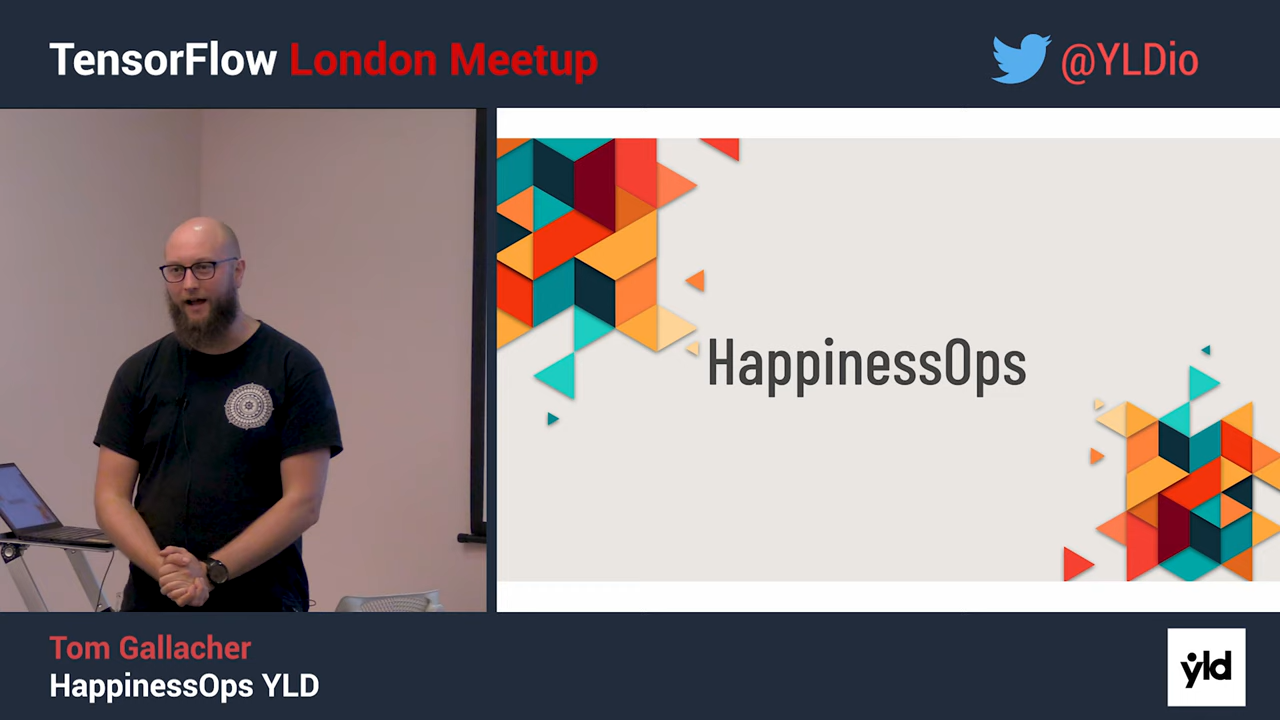 TensorFlow London Meetup
@YLDio
HappinessOps
Tom Gallacher
HappinessOps YLD
yld